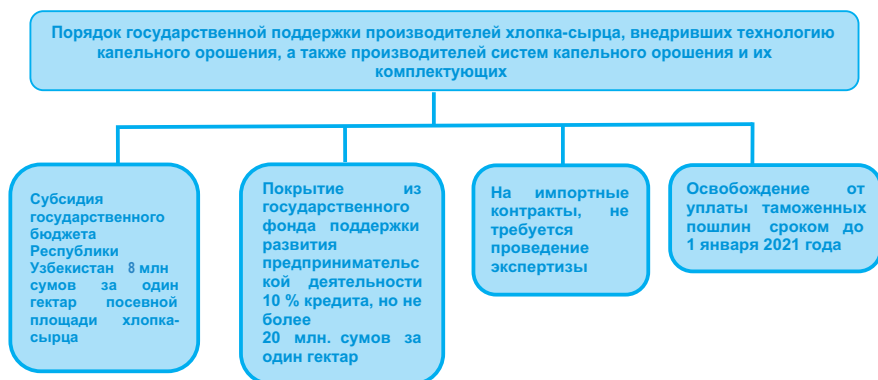 Порядок государственной поддержки производителей хлопка-сырца, внедривших технологию
капельного орошения, а также производителей систем капельного орошения и их
комплектующих
Субсидия
государственного
бюджета
Республики
Узбекистан 8 млн
сумов за один
гектар посевной
площади хлопка-
сырца
Покрытие из
государственного
фонда поддержки
развития
предпринимательс
кой деятельности
10 % кредита, но не
более
20 млн. сумов за
один гектар
На импортные
контракты, не
требуется
проведение
экспертизы
Освобождение от
уплаты таможенных
пошлин сроком до
1 января 2021 года